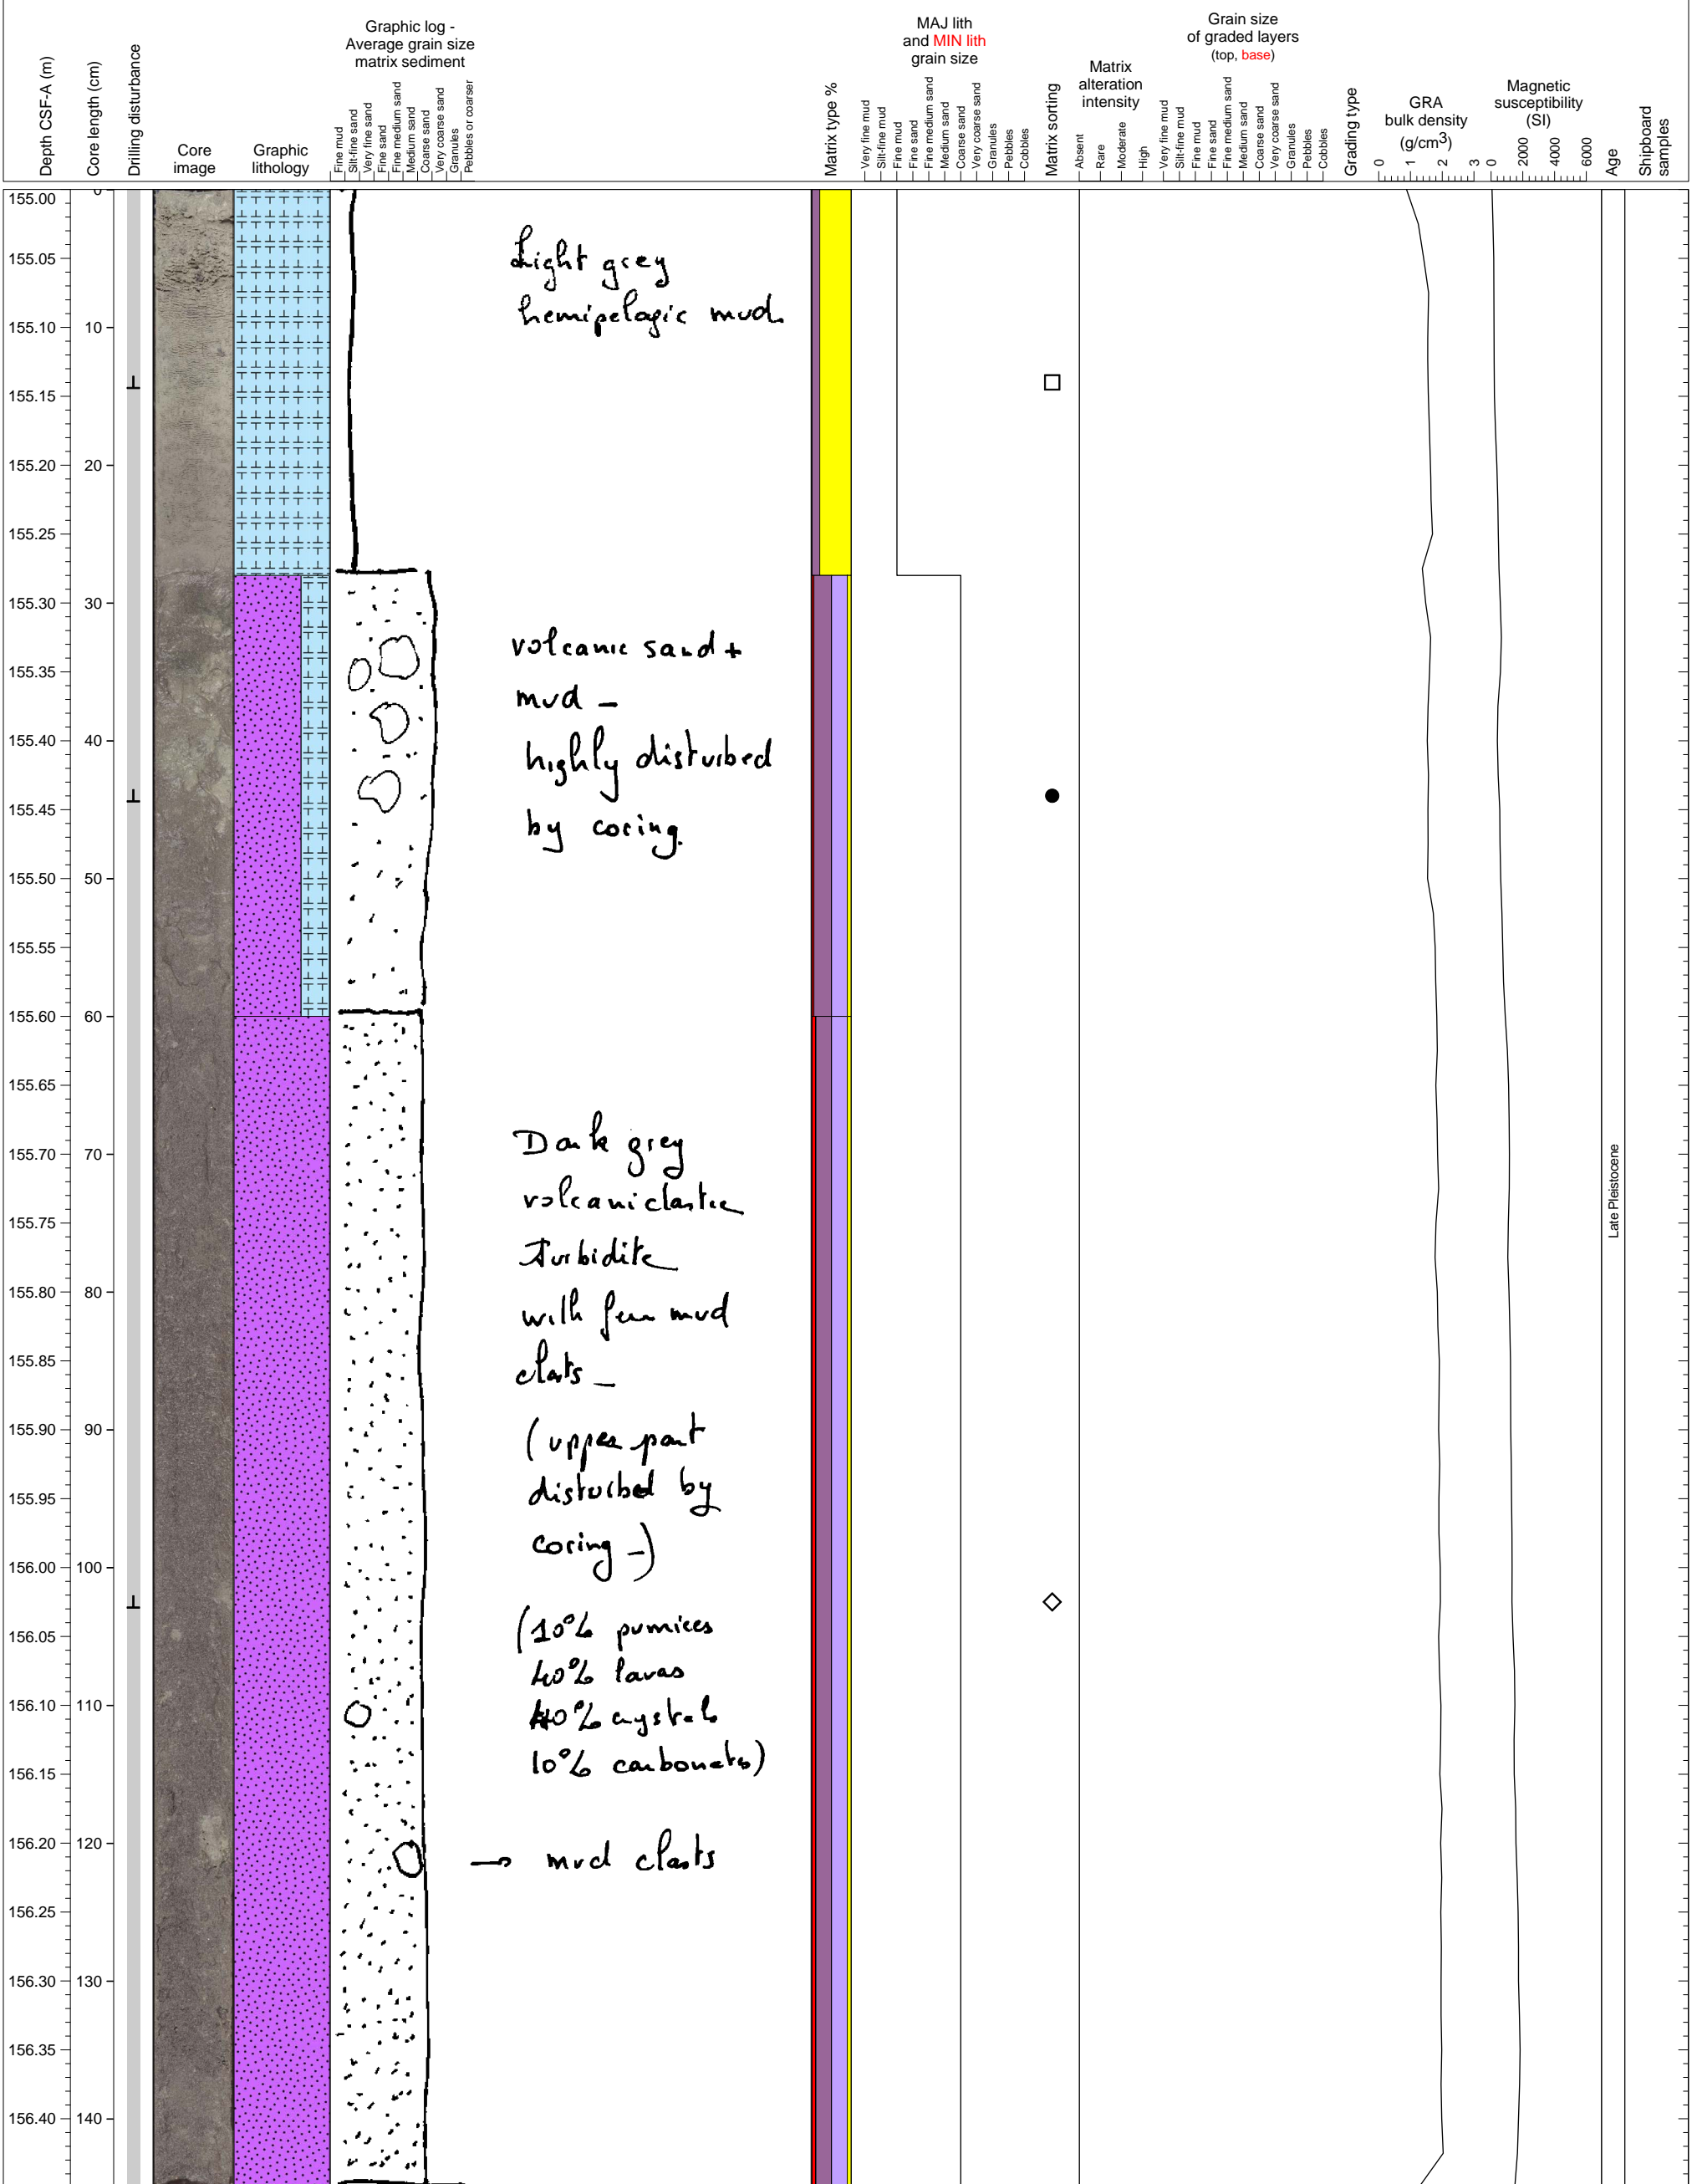 Depth CSF-A (m)
Core length (cm)
Drilling disturbance
Core
image
Graphic
lithology
Graphic log -
Average grain size
matrix sediment
Fine mud
Silt-fine sand
Very fine sand
Fine sand
Fine medium sand
Medium sand
Coarse sand
Very coarse sand
Granules
Pebbles or coarser
Matrix type %
MAJ lith
and MIN lith
grain size
Very fine mud
Silt-fine mud
Fine mud
Fine sand
Fine medium sand
Medium sand
Coarse sand
Very coarse sand
Granules
Pebbles
Cobbles
Matrix sorting
Matrix
alteration
intensity
Absent
Rare
Moderate
High
Grain size
of graded layers
(top, base)
Very fine mud
Silt-fine mud
Fine mud
Fine sand
Fine medium sand
Medium sand
Coarse sand
Very coarse sand
Granules
Pebbles
Cobbles
Grading type
GRA
bulk density
(g/cm3)
0 1 2 3
Magnetic
susceptibility
(SI)
0 2000 4000 6000
Age
Shipboard
samples
155.00 0
155.05
155.10 10
155.15
155.20 20
155.25
155.30 30
155.35
155.40 40
155.45
155.50 50
155.55
155.60 60
155.65
155.70 70
155.75
155.80 80
155.85
155.90 90
155.95
156.00 100
156.05
156.10 110
156.15
156.20 120
156.25
156.30 130
156.35
156.40 140
Light grey
hemipelagic mud
volcanic sand +
mud -
highly disturbed
by coring.
Dark grey
volcaniclastic
Turbidite
with few mud
clats -
(upper part
disturbed by
coring -)
(10% pumices
40% lavas
40% crystals
10% carbonates)
→ mud clasts
Late Pleistocene